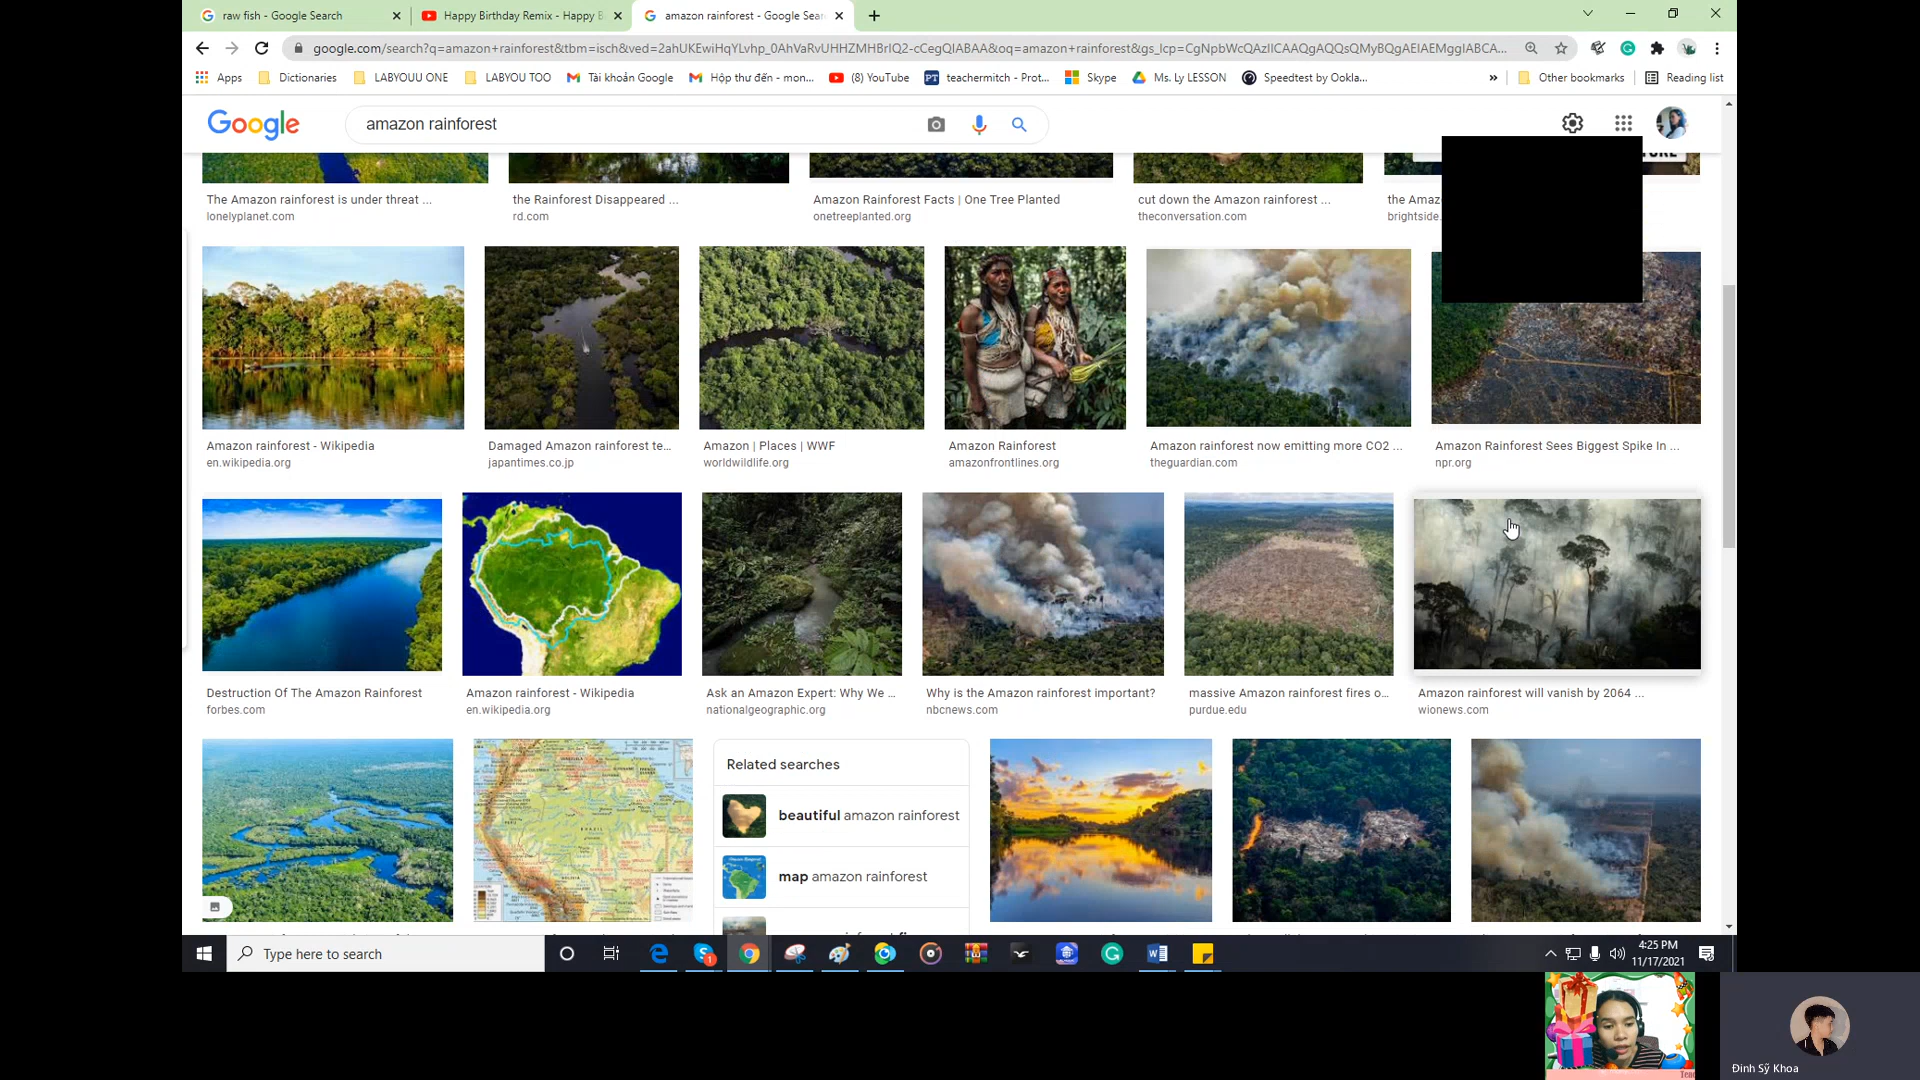 raw fish - Google Search
Happy Birthday Remix - Happy B
amazon rainforest - Google Sear
google.com/search?q=amazon+rainforest&tbm=isch&ved=2ahUKEwiHqYLvhp_0AhVaRvUHHZMHBrIQ2-cCegQIABAA&oq=amazon+rainforest&gs_lcp=CgNpbWcQAzIICAAQgAQQsQMyBQgAEIAEMggIABCA...
Apps
Dictionaries
LABYOUU ONE
LABYOU TOO
Tài khoản Google
Hộp thư đến - mon...
(8) YouTube
teachermitch - Prot...
Skype
Ms. Ly LESSON
Speedtest by Ookla...
»
Other bookmarks
Reading list
Google
amazon rainforest
The Amazon rainforest is under threat ...
lonelyplanet.com
the Rainforest Disappeared ...
rd.com
Amazon Rainforest Facts | One Tree Planted
onetreeplanted.org
cut down the Amazon rainforest ...
theconversation.com
the Amaz
brightside.
Amazon rainforest - Wikipedia
en.wikipedia.org
Damaged Amazon rainforest te...
japantimes.co.jp
Amazon | Places | WWF
worldwildlife.org
Amazon Rainforest
amazonfrontlines.org
Amazon rainforest now emitting more CO2 ...
theguardian.com
Amazon Rainforest Sees Biggest Spike In ...
npr.org
Destruction Of The Amazon Rainforest
forbes.com
Amazon rainforest - Wikipedia
en.wikipedia.org
Ask an Amazon Expert: Why We ...
nationalgeographic.org
Why is the Amazon rainforest important?
nbcnews.com
massive Amazon rainforest fires o...
purdue.edu
Amazon rainforest will vanish by 2064 ...
wionews.com
Related searches
beautiful amazon rainforest
map amazon rainforest
Type here to search
4:25 PM
11/17/2021
Đinh Sỹ Khoa